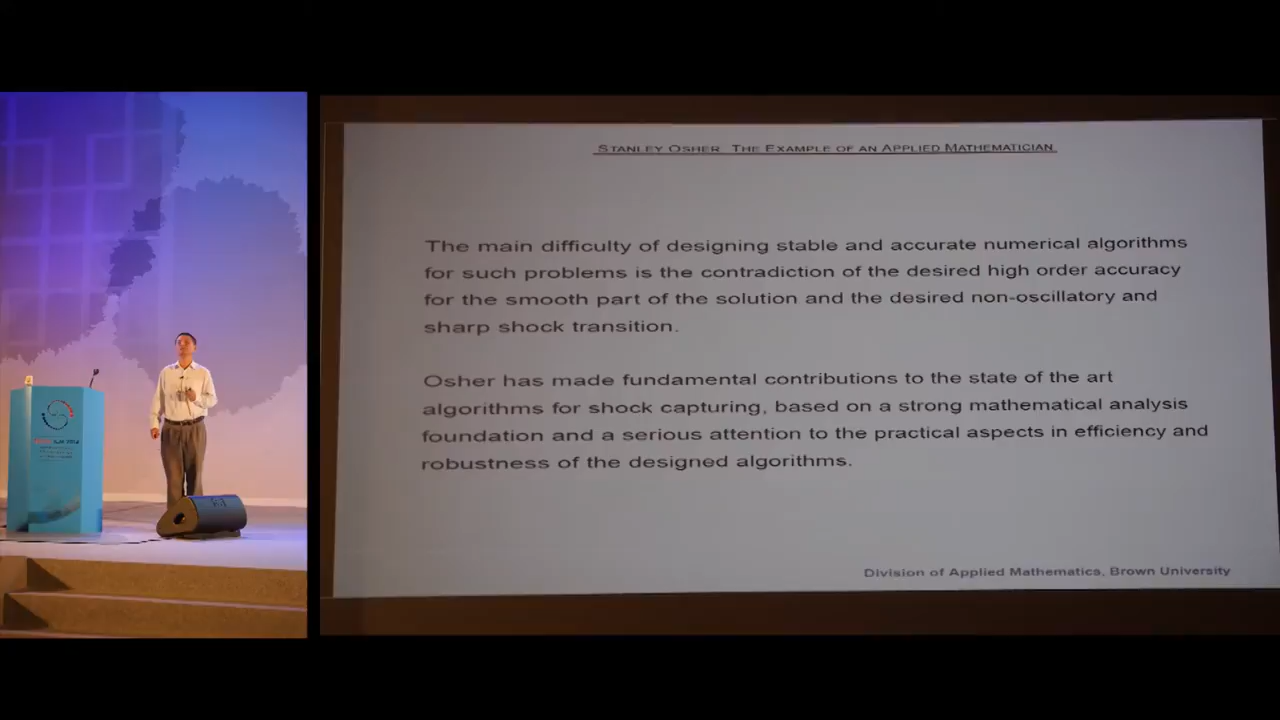 STANLEY OSHER THE EXAMPLE OF AN APPLIED MATHEMATICIAN
The main difficulty of designing stable and accurate numerical algorithms
for such problems is the contradiction of the desired high order accuracy
for the smooth part of the solution and the desired non-oscillatory and
sharp shock transition.
Osher has made fundamental contributions to the state of the art
algorithms for shock capturing, based on a strong mathematical analysis
foundation and a serious attention to the practical aspects in efficiency and
robustness of the designed algorithms.
Division of Applied Mathematics, Brown University